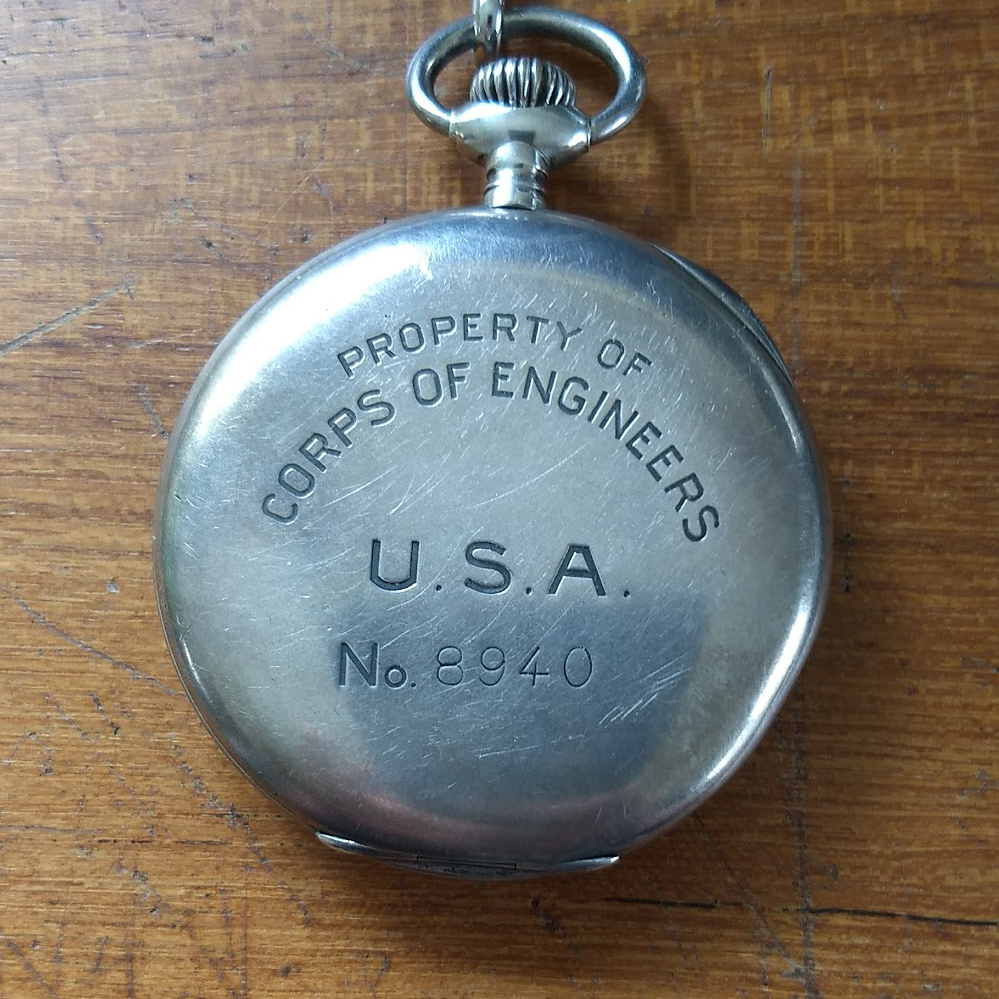 PROPERTY OF
CORPS OF ENGINEERS
U.S.A.
No. 8940